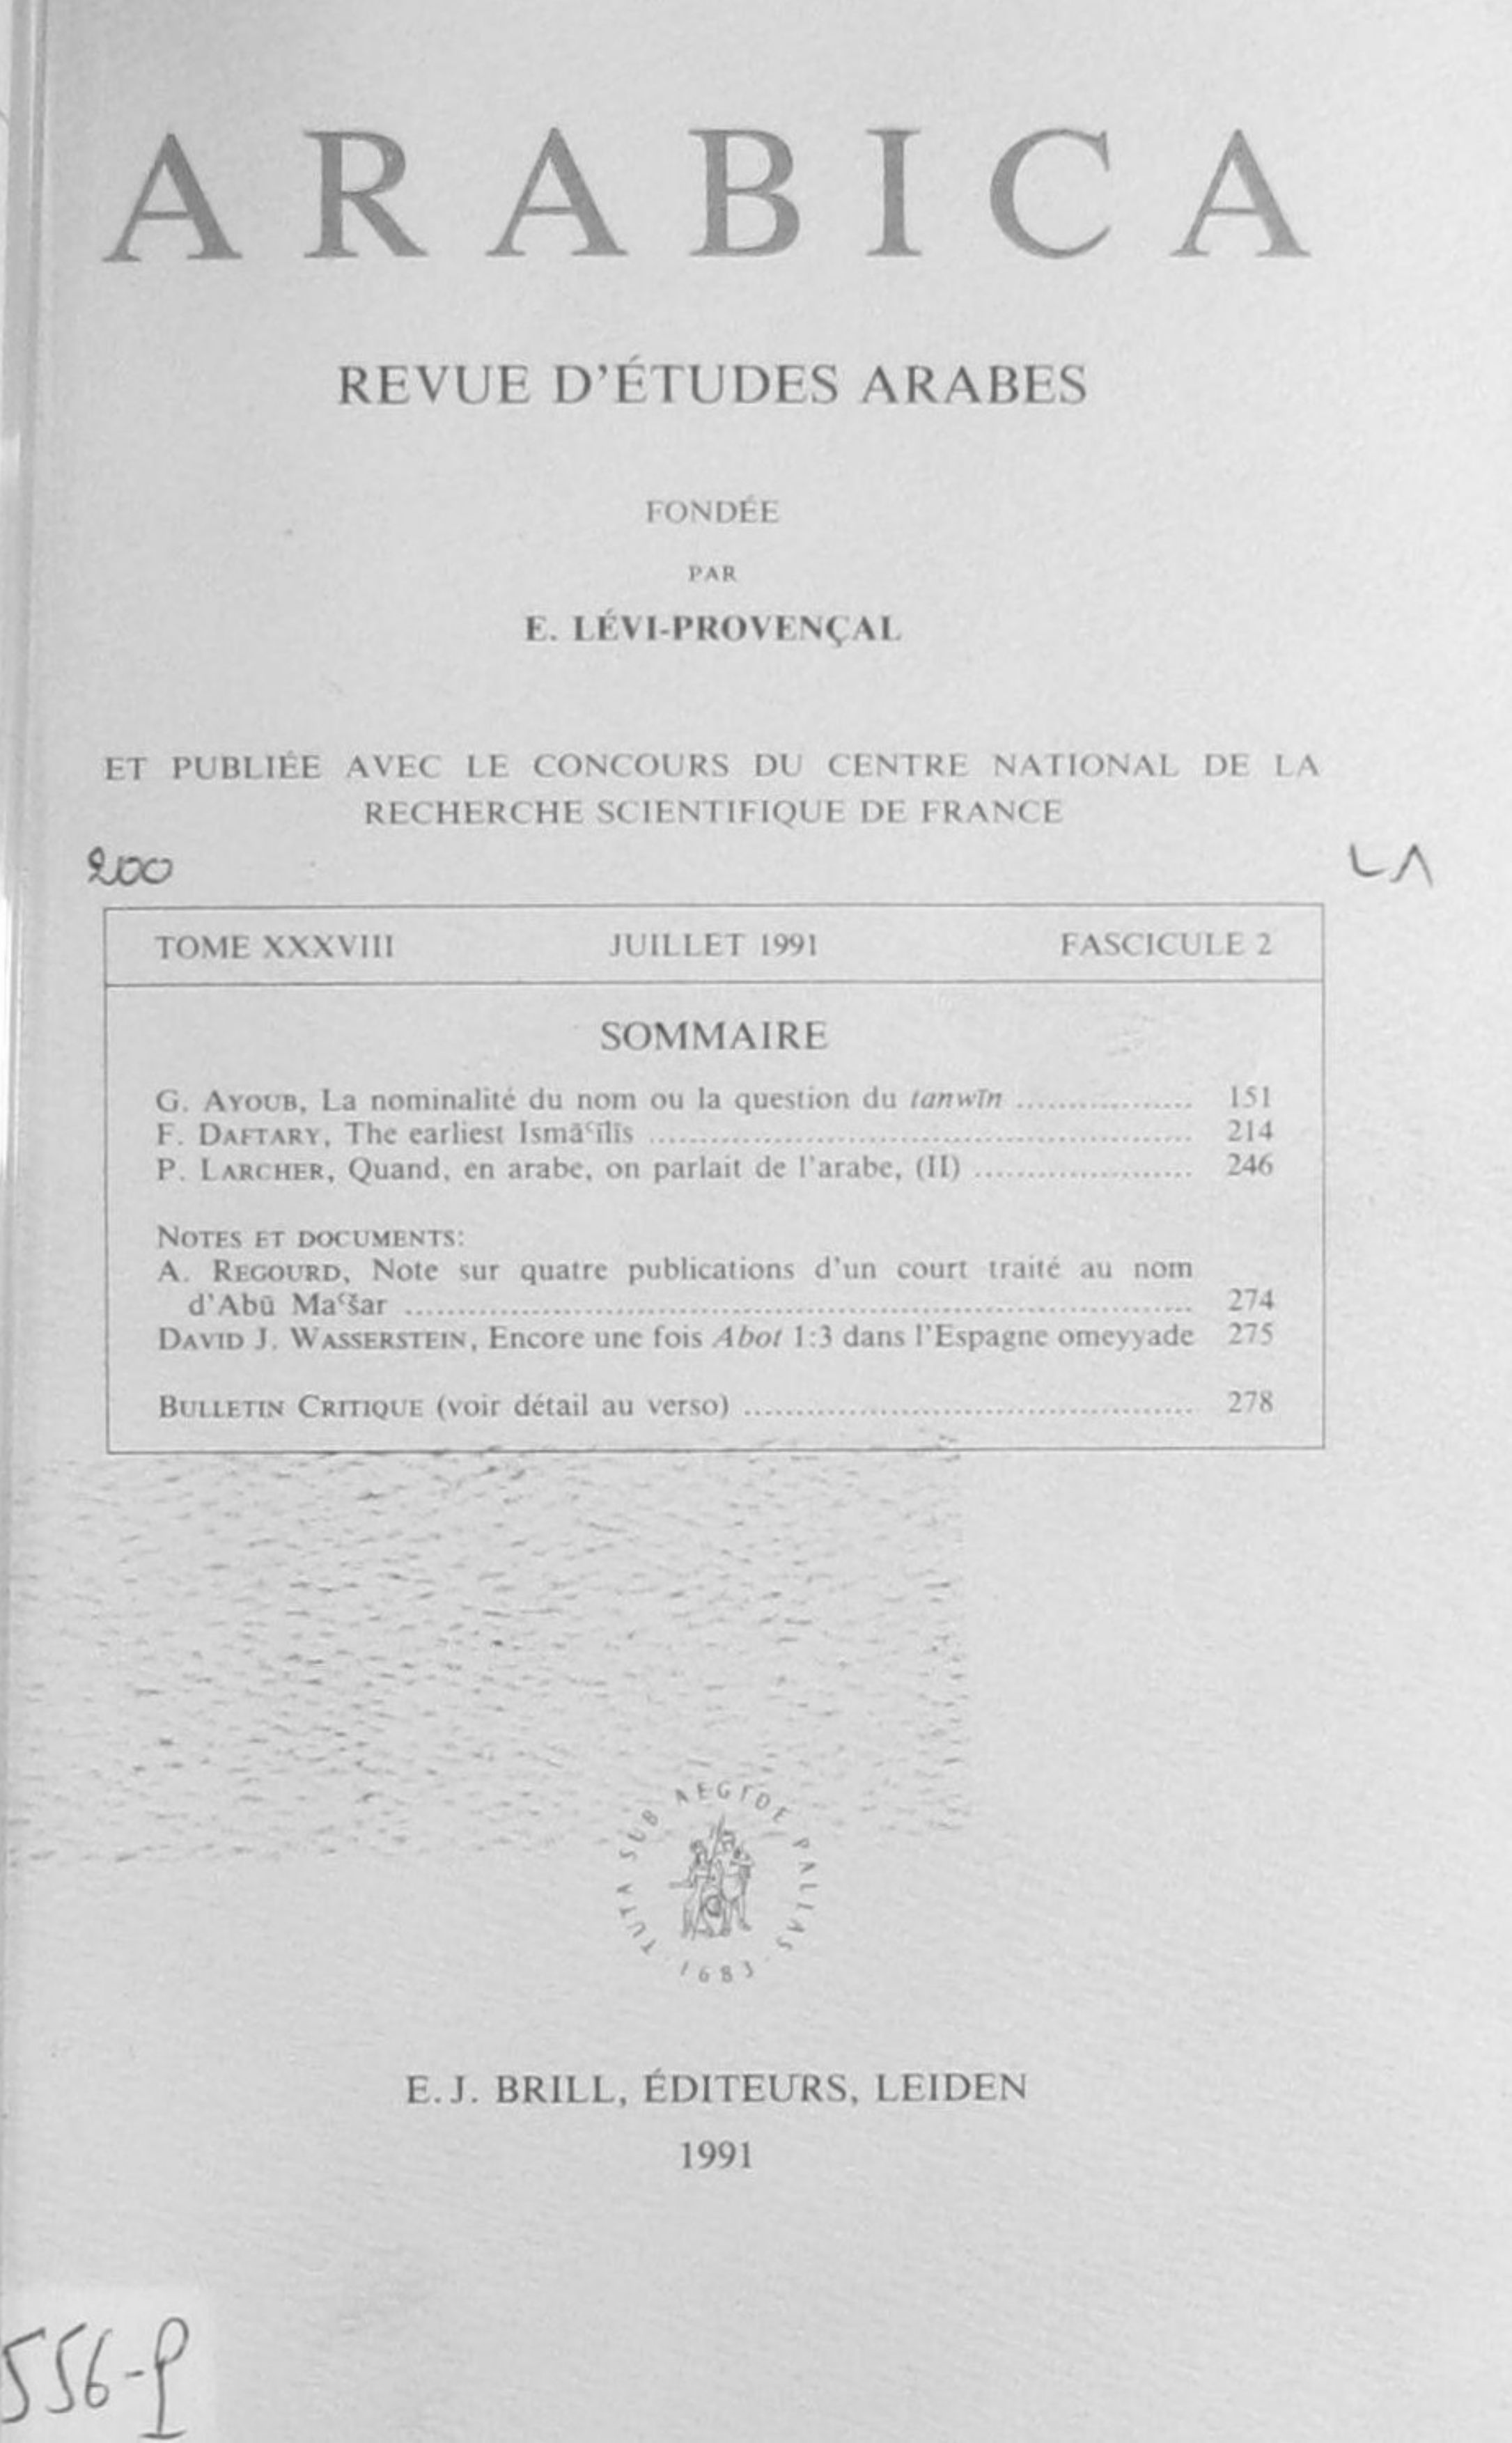 ARABICA
REVUE D'ÉTUDES ARABES
FONDÉE
PAR
E. LÉVI-PROVENÇAL
ET PUBLIÉE AVEC LE CONCOURS DU CENTRE NATIONAL DE LA
RECHERCHE SCIENTIFIQUE DE FRANCE
200
TOME XXXVIII JUILLET 1991 FASCICULE 2
SOMMAIRE
G. AYOUB, La nominalité du nom ou la question du tanwīn .................. 151
F. DAFTARY, The earliest Ismāʿīlīs .................................................... 214
P. LARCHER, Quand, en arabe, on parlait de l'arabe, (II) ..................... 246
NOTES ET DOCUMENTS:
A. REGOURD, Note sur quatre publications d'un court traité au nom
d'Abū Maʿšar ........................................................................... 274
DAVID J. WASSERSTEIN, Encore une fois Abot 1:3 dans l'Espagne omeyyade 275
BULLETIN CRITIQUE (voir détail au verso) ........................................... 278
TUTA SUB AEGIDE PALLAS
1683
E. J. BRILL, ÉDITEURS, LEIDEN
1991
556-P